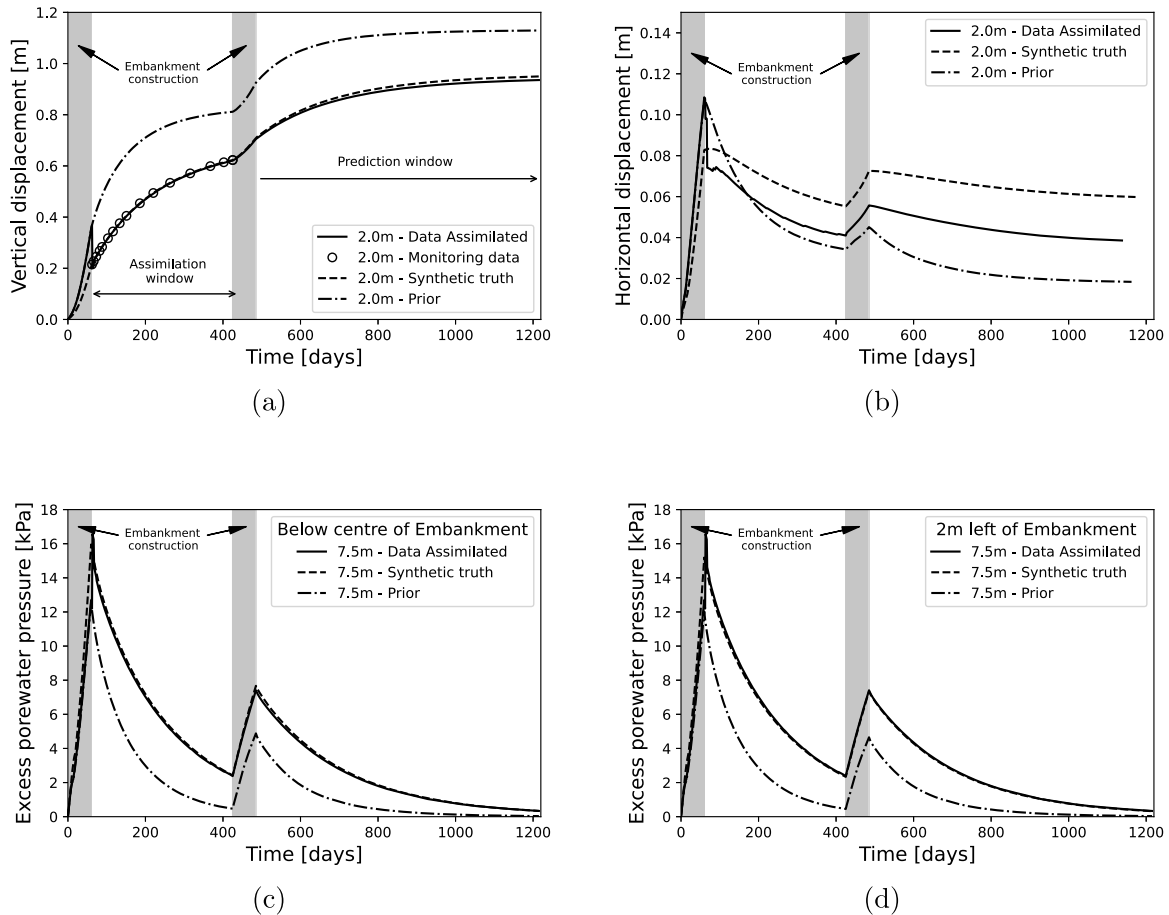 1.2
1.0
0.8
0.6
0.4
0.2
0.0
Vertical displacement [m]
Embankment
construction
Prediction window
Assimilation
window
2.0m - Data Assimilated
2.0m - Monitoring data
2.0m - Synthetic truth
2.0m - Prior
0 200 400 600 800 1000 1200
Time [days]
(a)
0.14
0.12
0.10
0.08
0.06
0.04
0.02
0.00
Horizontal displacement [m]
Embankment
construction
2.0m - Data Assimilated
2.0m - Synthetic truth
2.0m - Prior
0 200 400 600 800 1000 1200
Time [days]
(b)
18
16
14
12
10
8
6
4
2
0
Excess porewater pressure [kPa]
Embankment
construction
Below centre of Embankment
7.5m - Data Assimilated
7.5m - Synthetic truth
7.5m - Prior
0 200 400 600 800 1000 1200
Time [days]
(c)
18
16
14
12
10
8
6
4
2
0
Excess porewater pressure [kPa]
Embankment
construction
2m left of Embankment
7.5m - Data Assimilated
7.5m - Synthetic truth
7.5m - Prior
0 200 400 600 800 1000 1200
Time [days]
(d)